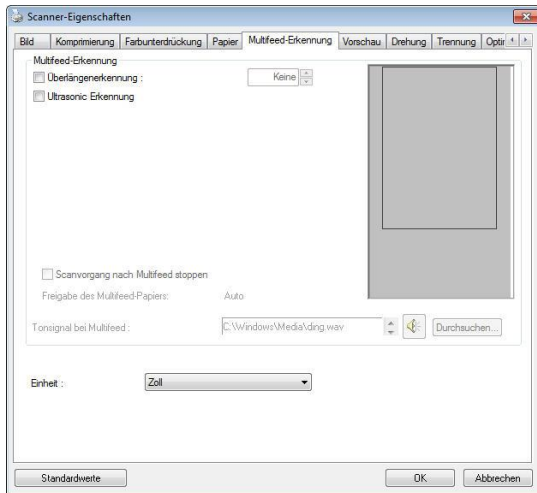 Scanner-Eigenschaften
Bild Komprimierung Farbunterdrückung Papier Multifeed-Erkennung Vorschau Drehung Trennung Optir
Multifeed-Erkennung
Überlängenerkennung : Keine
Ultrasonic Erkennung
Scanvorgang nach Multifeed stoppen
Freigabe des Multifeed-Papiers: Auto
Tonsignal bei Multifeed : C:\Windows\Media\ding.wav Durchsuchen...
Einheit : Zoll
Standardwerte OK Abbrechen